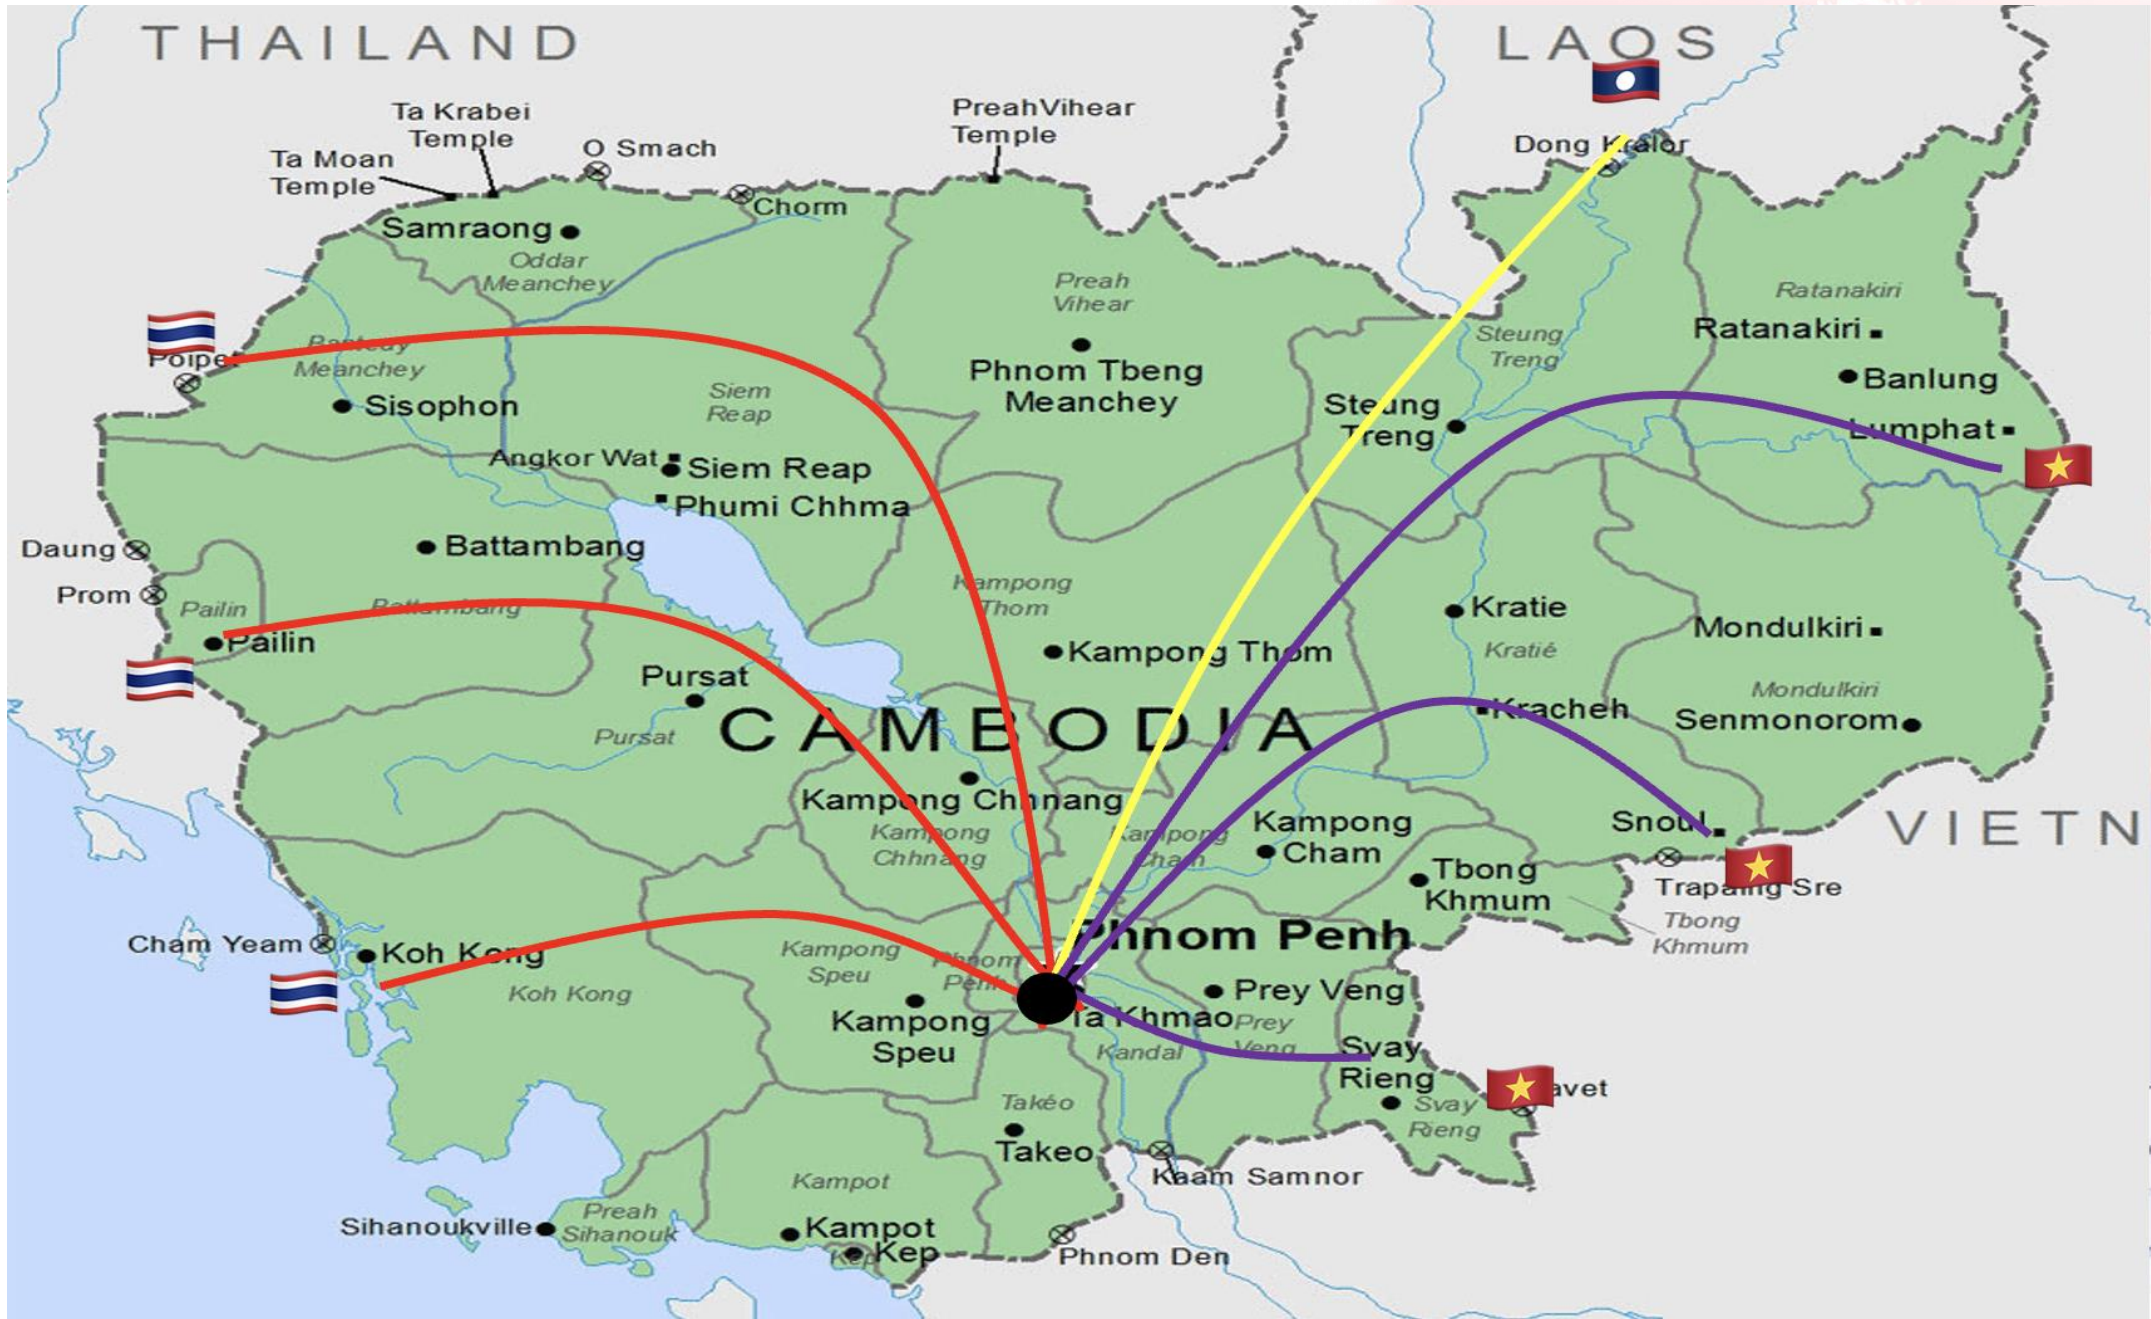 THAILAND
LAOS
Ta Krabei
Temple
PreahVihear
Temple
O Smach
Dong Kralor
Ta Moan
Temple
Chorm
Samraong
Oddar
Meanchey
Preah
Vihear
Ratanakiri
Ratanakiri
Steung
Treng
Poipet
Banteay
Meanchey
Phnom Tbeng
Meanchey
Banlung
Siem
Reap
Sisophon
Steung
Treng
Lumphat
Angkor Wat
Siem Reap
Phumi Chhma
Battambang
Daung
Prom
Pailin
Battambang
Kampong
Thom
Kratie
Pailin
Kampong Thom
Kratié
Mondulkiri
Pursat
Pursat
CAMBODIA
Kracheh
Mondulkiri
Senmonorom
Kampong Chhnang
Kampong
Chhnang
Kampong
Cham
Kampong
Cham
Snoul
VIETN
Tbong
Khmum
Trapaing Sre
Tbong
Khmum
Cham Yeam
Koh Kong
Koh Kong
Kampong
Speu
Phnom
Penh
Phnom Penh
Prey Veng
Kampong
Speu
Ta Khmao
Prey
Veng
Kandal
Svay
Rieng
Svay
Rieng
avet
Takéo
Takeo
Kaam Samnor
Kampot
Preah
Sihanouk
Sihanoukville
Kampot
Kep
Kep
Phnom Den